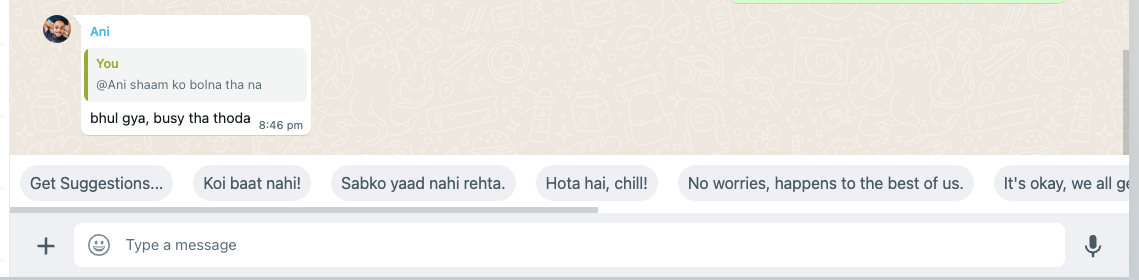 Ani
You
@Ani shaam ko bolna tha na
bhul gya, busy tha thoda 8:46 pm
Get Suggestions... Koi baat nahi! Sabko yaad nahi rehta. Hota hai, chill! No worries, happens to the best of us. It's okay, we all
Type a message